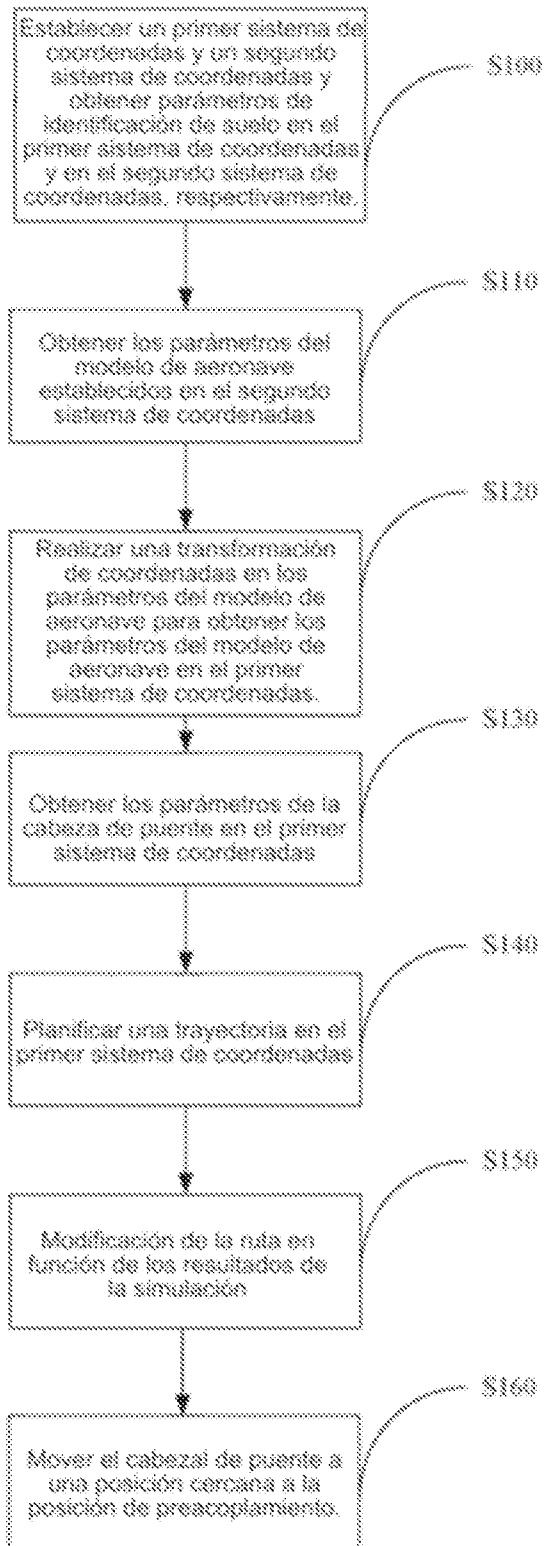 Establecer un primer sistema de
coordenadas y un segundo
sistema de coordenadas y
obtener parámetros de
identificación de suelo en el
primer sistema de coordenadas
y en el segundo sistema de
coordenadas, respectivamente.
S100
Obtener los parámetros del
modelo de aeronave
establecidos en el segundo
sistema de coordenadas
S110
Realizar una transformación
de coordenadas en los
parámetros del modelo de
aeronave para obtener los
parámetros del modelo de
aeronave en el primer
sistema de coordenadas.
S120
Obtener los parámetros de la
cabeza de puente en el primer
sistema de coordenadas
S130
Planificar una trayectoria en el
primer sistema de coordenadas
S140
Modificación de la ruta en
función de los resultados de
la simulación
S150
Mover el cabezal de puente a
una posición cercana a la
posición de preacoplamiento.
S160